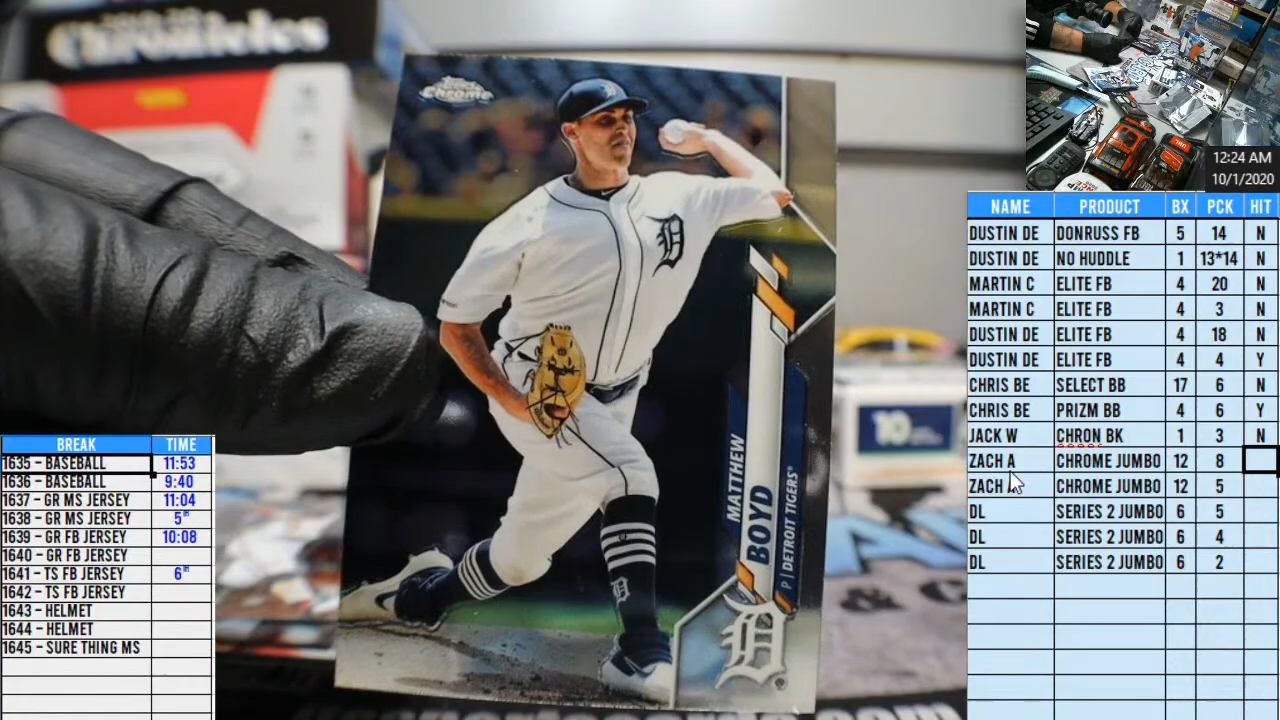 Chronicles
Topps
Chrome
D
MATTHEW
BOYD
P | DETROIT TIGERS®
D
10
& C
12:24 AM
10/1/2020
NAME PRODUCT BX PCK HIT
DUSTIN DE DONRUSS FB 5 14 N
DUSTIN DE NO HUDDLE 1 13*14 N
MARTIN C ELITE FB 4 20 N
MARTIN C ELITE FB 4 3 N
DUSTIN DE ELITE FB 4 18 N
DUSTIN DE ELITE FB 4 4 Y
CHRIS BE SELECT BB 17 6 N
CHRIS BE PRIZM BB 4 6 Y
JACK W CHRON BK 1 3 N
ZACH A CHROME JUMBO 12 8
ZACH CHROME JUMBO 12 5
DL SERIES 2 JUMBO 6 5
DL SERIES 2 JUMBO 6 4
DL SERIES 2 JUMBO 6 2
BREAK TIME
1635 - BASEBALL 11:53
1636 - BASEBALL 9:40
1637 - GR MS JERSEY 11:04
1638 - GR MS JERSEY 5TH
1639 - GR FB JERSEY 10:08
1640 - GR FB JERSEY
1641 - TS FB JERSEY 6TH
1642 - TS FB JERSEY
1643 - HELMET
1644 - HELMET
1645 - SURE THING MS